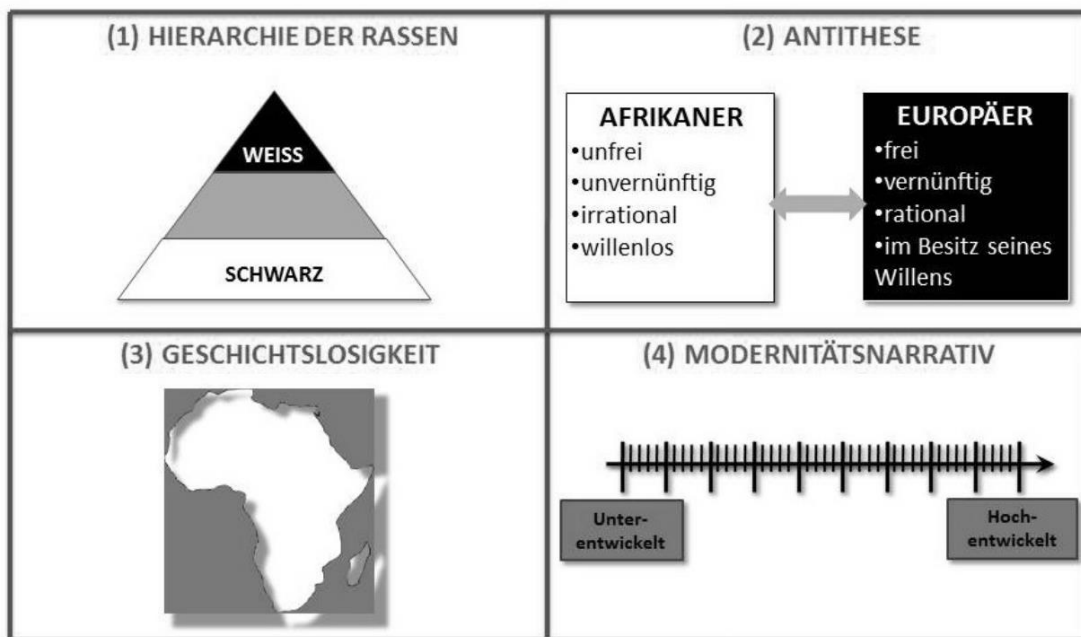 (1) HIERARCHIE DER RASSEN
WEISS
SCHWARZ
(2) ANTITHESE
AFRIKANER
•unfrei
•unvernünftig
•irrational
•willenlos
EUROPÄER
•frei
•vernünftig
•rational
•im Besitz seines
Willens
(3) GESCHICHTSLOSIGKEIT
(4) MODERNITÄTSNARRATIV
Unter-
entwickelt
Hoch-
entwickelt